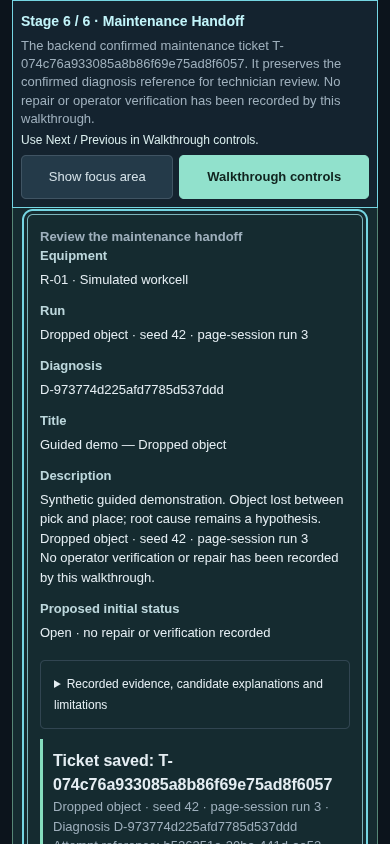 Stage 6 / 6 · Maintenance Handoff
The backend confirmed maintenance ticket T-
074c76a933085a8b86f69e75ad8f6057. It preserves the
confirmed diagnosis reference for technician review. No
repair or operator verification has been recorded by this
walkthrough.
Use Next / Previous in Walkthrough controls.
Show focus area
Walkthrough controls
Review the maintenance handoff
Equipment
R-01 · Simulated workcell
Run
Dropped object · seed 42 · page-session run 3
Diagnosis
D-973774d225afd7785d537ddd
Title
Guided demo — Dropped object
Description
Synthetic guided demonstration. Object lost between
pick and place; root cause remains a hypothesis.
Dropped object · seed 42 · page-session run 3
No operator verification or repair has been recorded
by this walkthrough.
Proposed initial status
Open · no repair or verification recorded
▶ Recorded evidence, candidate explanations and
limitations
Ticket saved: T-
074c76a933085a8b86f69e75ad8f6057
Dropped object · seed 42 · page-session run 3 ·
Diagnosis D-973774d225afd7785d537ddd